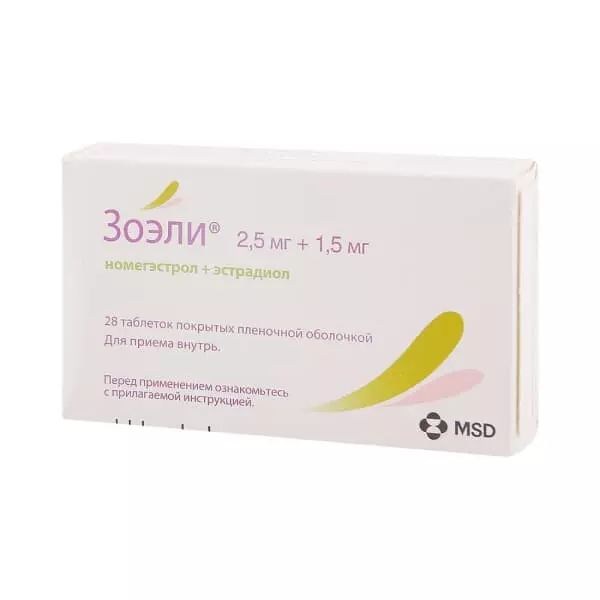 Зоэли® 2,5 мг + 1,5 мг
номегэстрол + эстрадиол
28 таблеток покрытых пленочной оболочкой
Для приема внутрь.
Перед применением ознакомьтесь
с прилагаемой инструкцией.
MSD